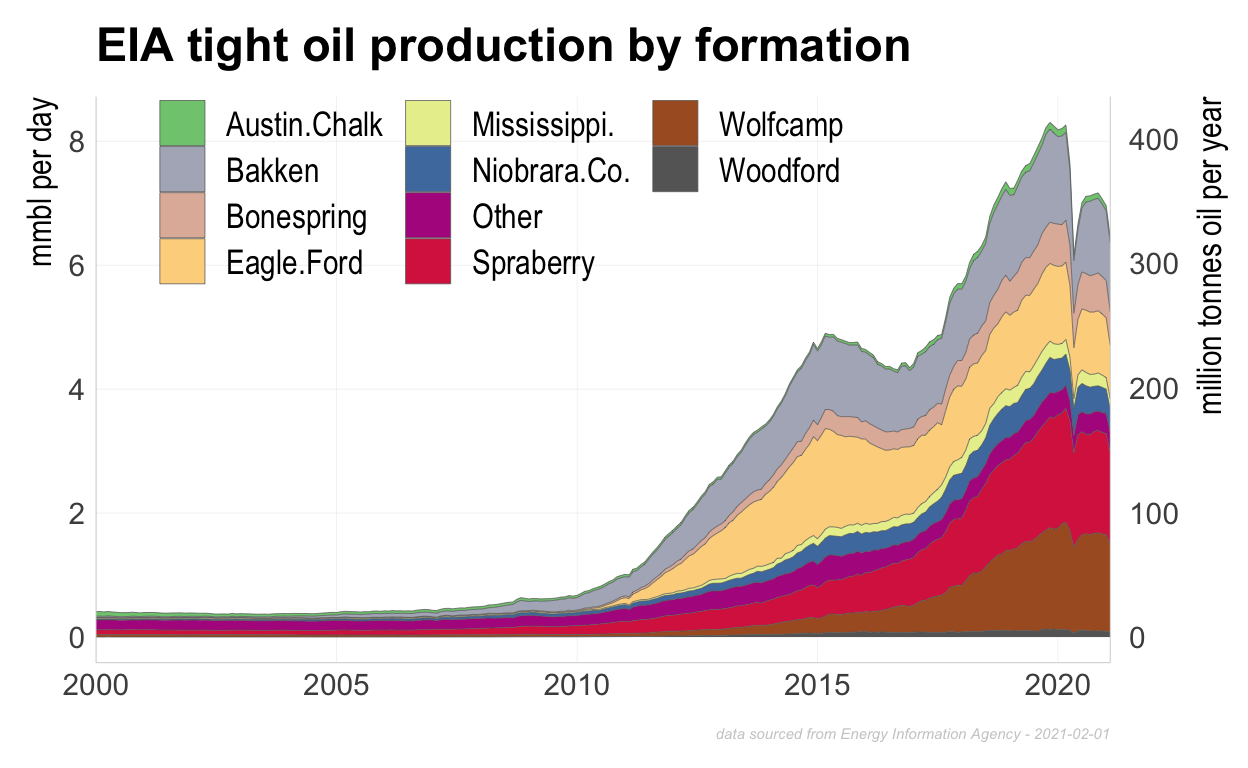 EIA tight oil production by formation
mmbl per day
million tonnes oil per year
Austin.Chalk
Bakken
Bonespring
Eagle.Ford
Mississippi.
Niobrara.Co.
Other
Spraberry
Wolfcamp
Woodford
8
6
4
2
0
400
300
200
100
0
2000 2005 2010 2015 2020
data sourced from Energy Information Agency - 2021-02-01